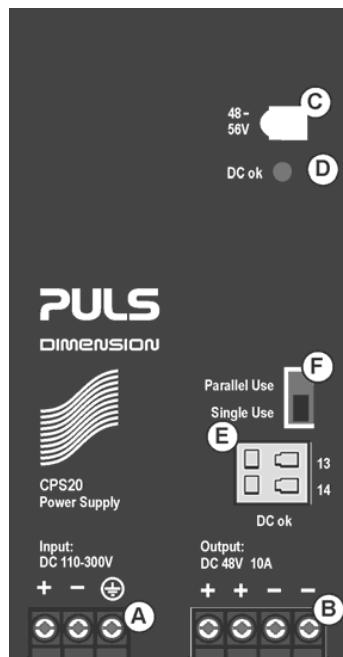 C
48-
56V
DC ok
D
PULS
DIMENSION
F
Parallel Use
Single Use
E
13
14
CPS20
Power Supply
DC ok
Input:
DC 110-300V
Output:
DC 48V 10A
+ −
+ + − −
A
B